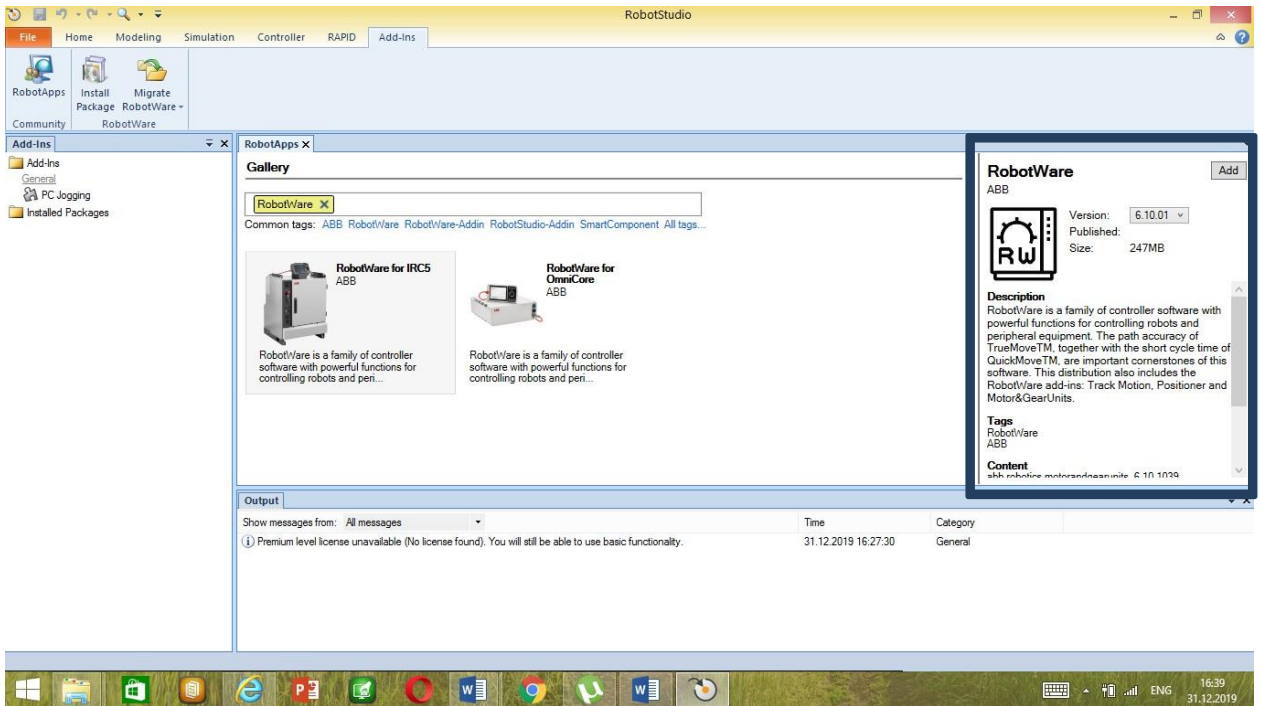 RobotStudio
File Home Modeling Simulation Controller RAPID Add-Ins
RobotApps
Install Package
Migrate RobotWare
Community RobotWare
Add-Ins
Add-Ins
General
PC Jogging
Installed Packages
RobotApps X
Gallery
RobotWare
Common tags: ABB RobotWare RobotWare-Addin RobotStudio-Addin SmartComponent All tags...
RobotWare for IRC5
ABB
RobotWare is a family of controller
software with powerful functions for
controlling robots and peri...
RobotWare for
OmniCore
ABB
RobotWare is a family of controller
software with powerful functions for
controlling robots and peri...
RobotWare Add
ABB
RW
Version: 6.10.01
Published:
Size: 247MB
Description
RobotWare is a family of controller software with
powerful functions for controlling robots and
peripheral equipment. The path accuracy of
TrueMoveTM, together with the short cycle time of
QuickMoveTM, are important cornerstones of this
software. This distribution also includes the
RobotWare add-ins: Track Motion, Positioner and
Motor&GearUnits.
Tags
RobotWare
ABB
Content
abb.robotics.motorandgearunits 6.10.1039
Output
Show messages from: All messages Time Category
Premium level license unavailable (No license found). You will still be able to use basic functionality. 31.12.2019 16:27:30 General
ENG
16:39
31.12.2019